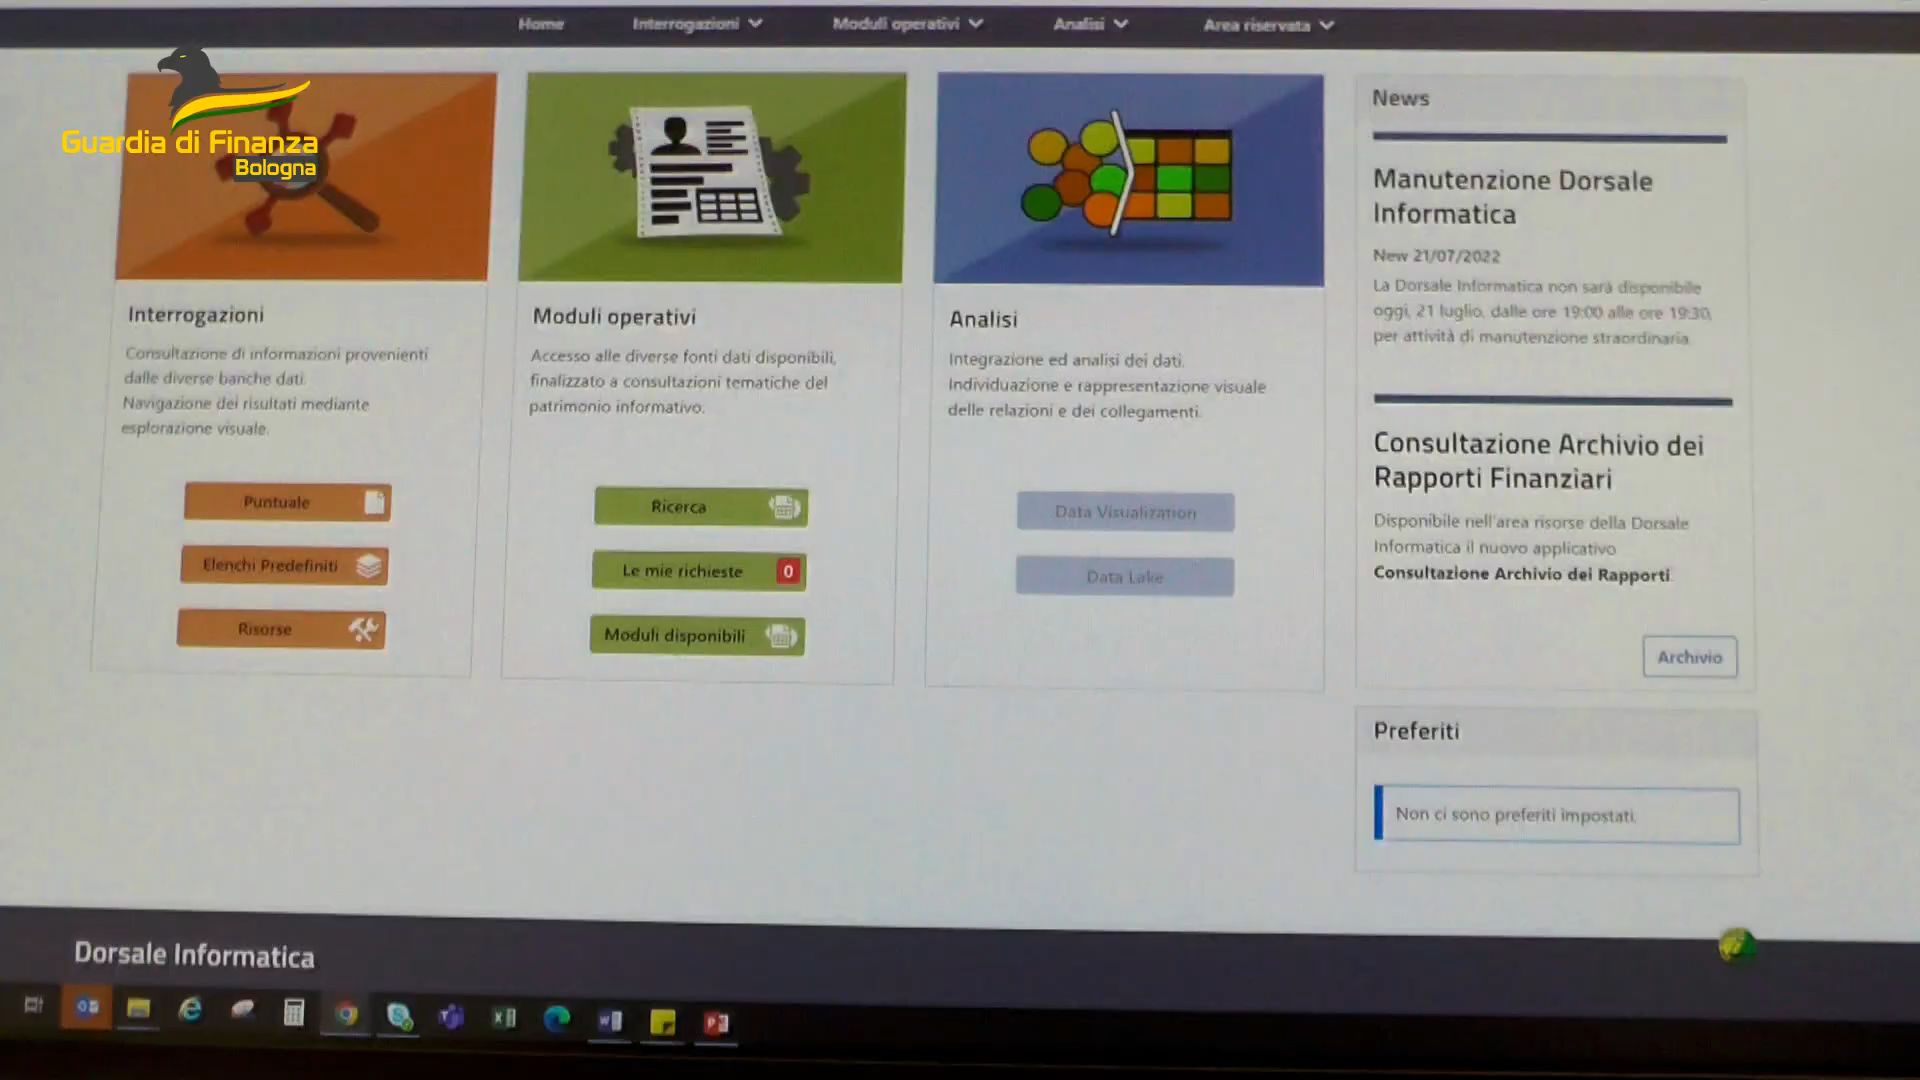 Home
Interrogazioni
Moduli operativi
Analisi
Area riservata
Guardia di Finanza
Bologna
Interrogazioni
Consultazione di informazioni provenienti
dalle diverse banche dati.
Navigazione dei risultati mediante
esplorazione visuale.
Puntuale
Elenchi Predefiniti
Risorse
Moduli operativi
Accesso alle diverse fonti dati disponibili,
finalizzato a consultazioni tematiche del
patrimonio informativo.
Ricerca
Le mie richieste 0
Moduli disponibili
Analisi
Integrazione ed analisi dei dati.
Individuazione e rappresentazione visuale
delle relazioni e dei collegamenti.
Data Visualization
Data Lake
News
Manutenzione Dorsale
Informatica
New 21/07/2022
La Dorsale Informatica non sarà disponibile
oggi, 21 luglio, dalle ore 19:00 alle ore 19:30,
per attività di manutenzione straordinaria.
Consultazione Archivio dei
Rapporti Finanziari
Disponibile nell'area risorse della Dorsale
Informatica il nuovo applicativo
Consultazione Archivio dei Rapporti.
Archivio
Preferiti
Non ci sono preferiti impostati.
Dorsale Informatica